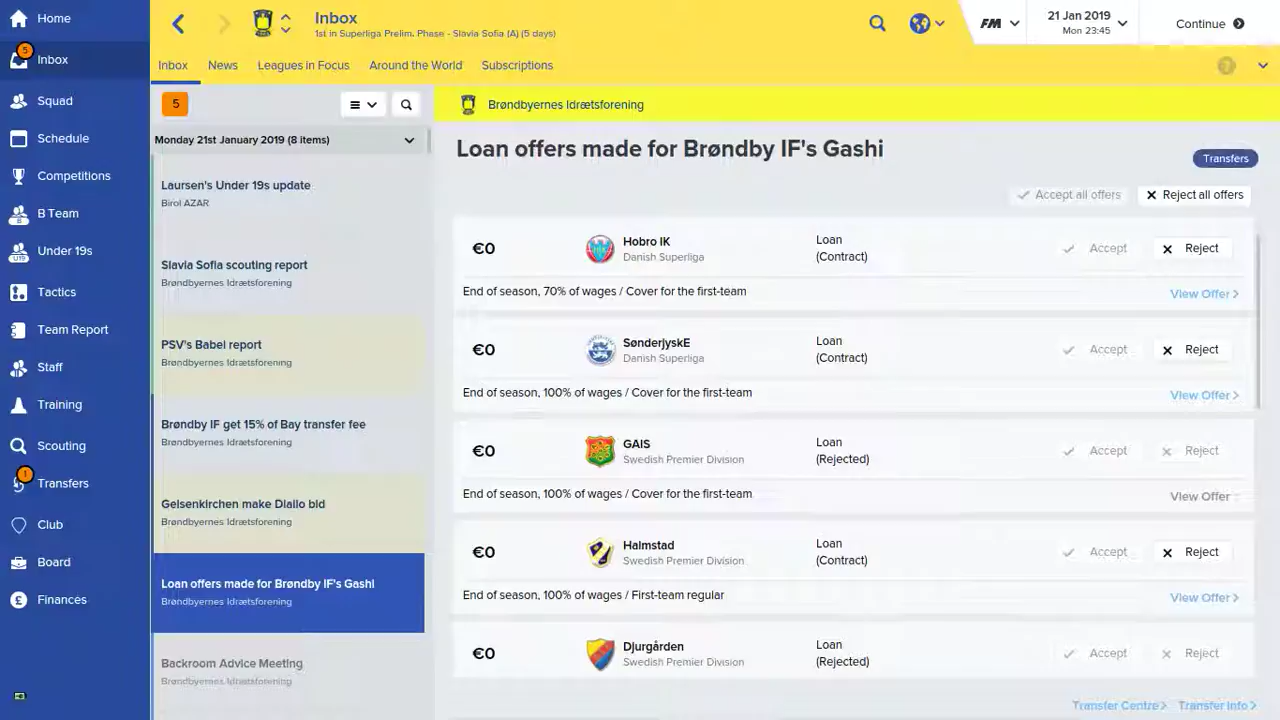 Home
5
Inbox
Squad
Schedule
Competitions
B Team
U19
Under 19s
Tactics
Team Report
Staff
Training
Scouting
1
Transfers
Club
Board
Finances
Inbox
1st in Superliga Prelim. Phase - Slavia Sofia (A) (5 days)
FM
21 Jan 2019
Mon 23:45
Continue
Inbox
News
Leagues in Focus
Around the World
Subscriptions
?
5
Monday 21st January 2019 (8 items)
Laursen's Under 19s update
Birol AZAR
Slavia Sofia scouting report
Brøndbyernes Idrætsforening
PSV's Babel report
Brøndbyernes Idrætsforening
Brøndby IF get 15% of Bay transfer fee
Brøndbyernes Idrætsforening
Gelsenkirchen make Diallo bid
Brøndbyernes Idrætsforening
Loan offers made for Brøndby IF's Gashi
Brøndbyernes Idrætsforening
Backroom Advice Meeting
Brøndbyernes Idrætsforening
Brøndbyernes Idrætsforening
Loan offers made for Brøndby IF's Gashi
Transfers
Accept all offers
Reject all offers
€0
Hobro IK
Danish Superliga
Loan
(Contract)
Accept
Reject
End of season, 70% of wages / Cover for the first-team
View Offer >
€0
SønderjyskE
Danish Superliga
Loan
(Contract)
Accept
Reject
End of season, 100% of wages / Cover for the first-team
View Offer >
€0
GAIS
Swedish Premier Division
Loan
(Rejected)
Accept
Reject
End of season, 100% of wages / Cover for the first-team
View Offer >
€0
Halmstad
Swedish Premier Division
Loan
(Contract)
Accept
Reject
End of season, 100% of wages / First-team regular
View Offer >
€0
Djurgården
Swedish Premier Division
Loan
(Rejected)
Accept
Reject
Transfer Centre >
Transfer Info >